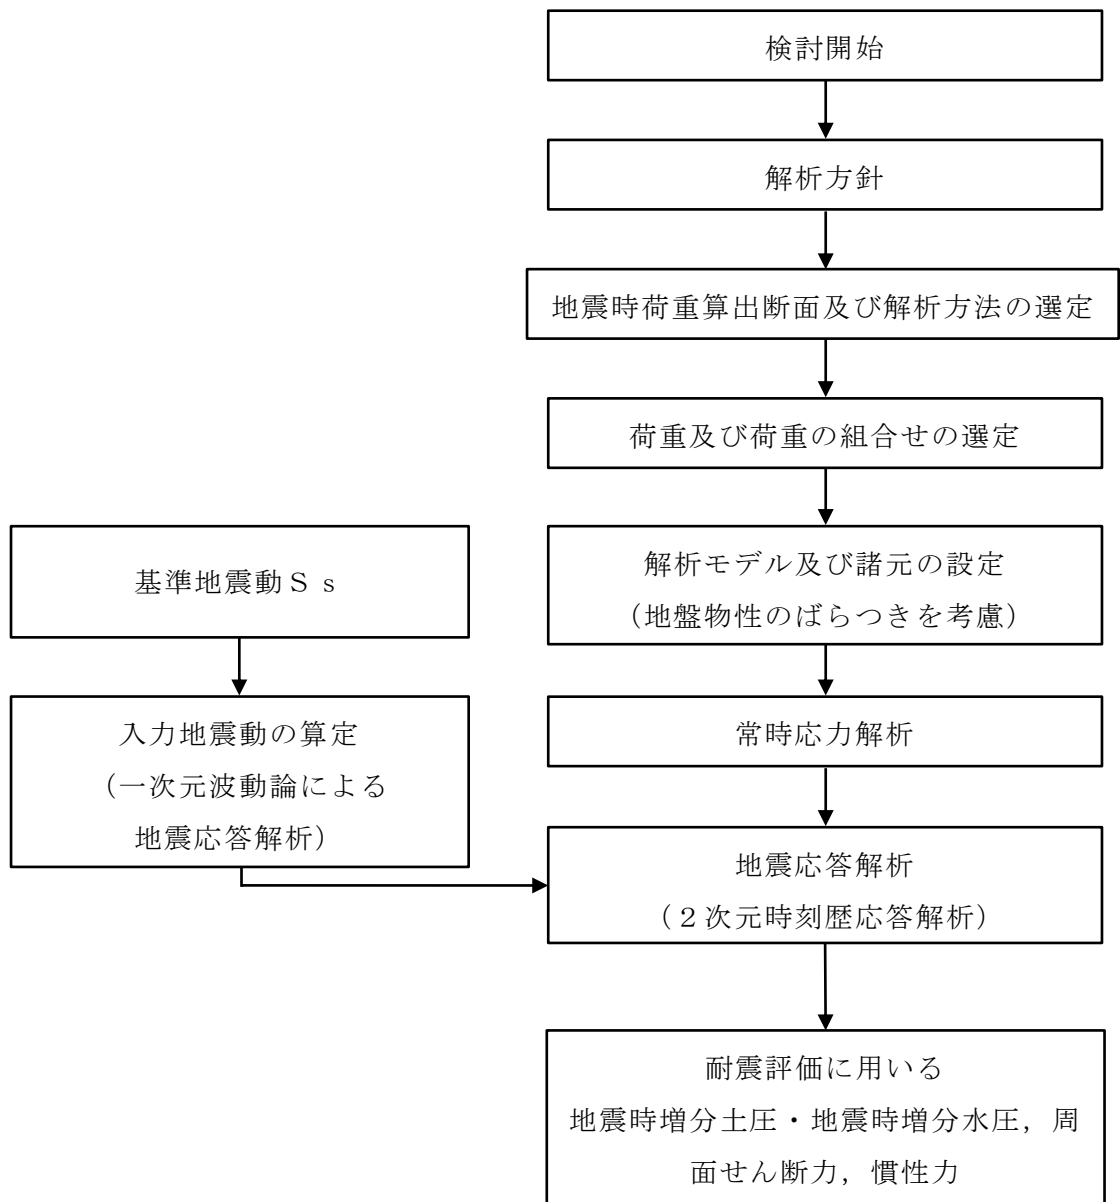 検討開始
解析方針
地震時荷重算出断面及び解析方法の選定
荷重及び荷重の組合せの選定
解析モデル及び諸元の設定
（地盤物性のばらつきを考慮）
基準地震動Ｓｓ
入力地震動の算定
（一次元波動論による
地震応答解析）
常時応力解析
地震応答解析
（２次元時刻歴応答解析）
耐震評価に用いる
地震時増分土圧・地震時増分水圧，周
面せん断力，慣性力